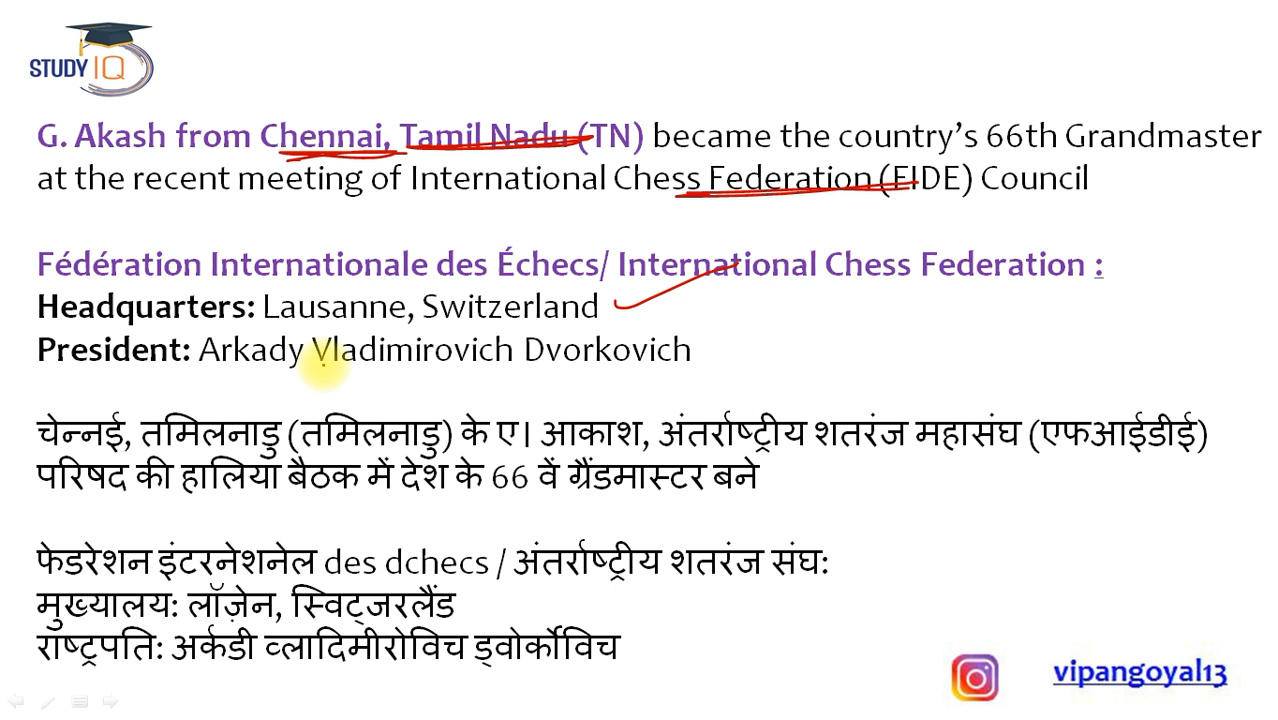 STUDY IQ
G. Akash from Chennai, Tamil Nadu (TN) became the country’s 66th Grandmaster
at the recent meeting of International Chess Federation (FIDE) Council
Fédération Internationale des Échecs/ International Chess Federation :
Headquarters: Lausanne, Switzerland
President: Arkady Vladimirovich Dvorkovich
चेन्नई, तमिलनाडु (तमिलनाडु) के ए। आकाश, अंतर्राष्ट्रीय शतरंज महासंघ (एफआईडीई)
परिषद की हालिया बैठक में देश के 66 वें ग्रैंडमास्टर बने
फेडरेशन इंटरनेशनेल des dchecs / अंतर्राष्ट्रीय शतरंज संघ:
मुख्यालय: लॉज़ेन, स्विट्जरलैंड
राष्ट्रपति: अर्कडी व्लादिमीरोविच ड्वोर्कोविच
vipangoyal13